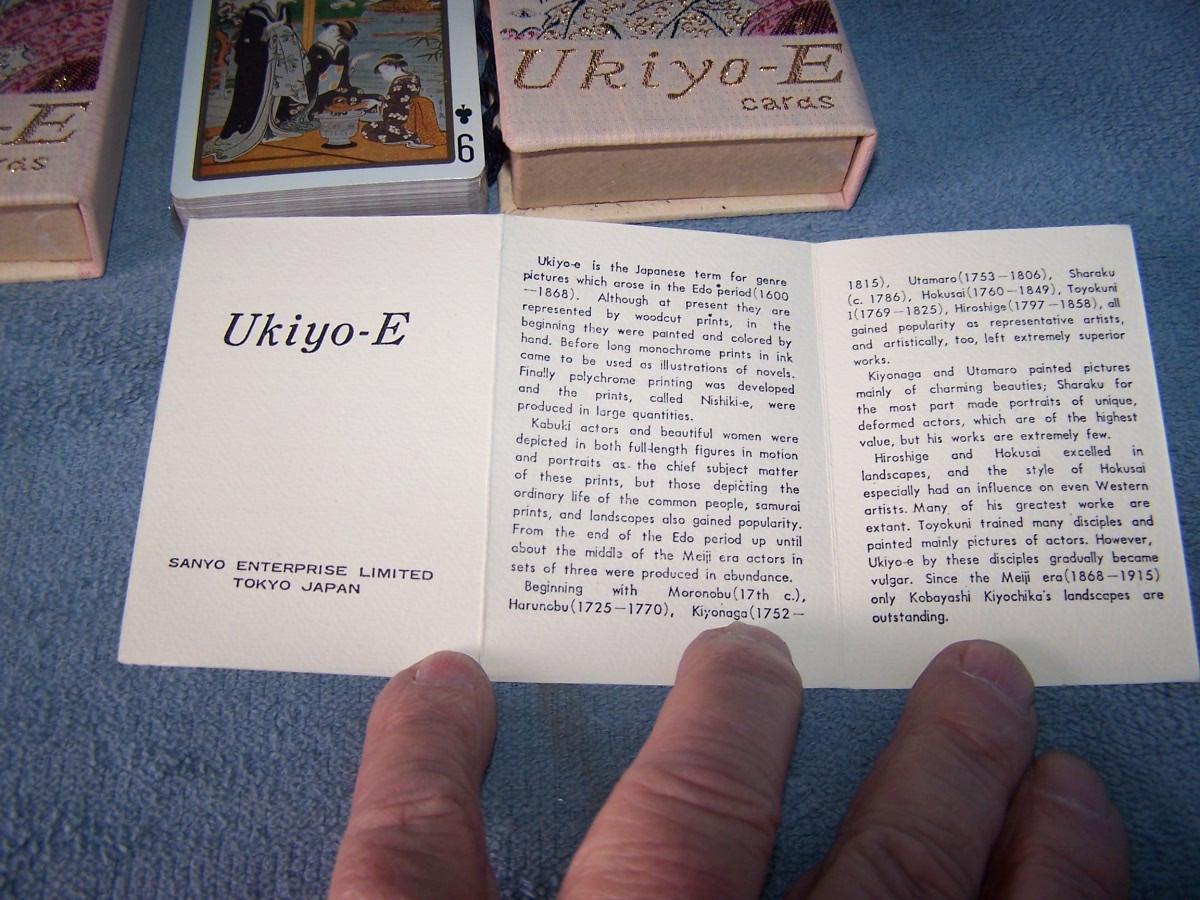 -E
rds
6
Ukiyo-E
cards
Ukiyo-E
SANYO ENTERPRISE LIMITED
TOKYO JAPAN
Ukiyo-e is the Japanese term for genre
pictures which arose in the Edo period(1600
—1868). Although at present they are
represented by woodcut prints, in the
beginning they were painted and colored by
hand. Before long monochrome prints in ink
came to be used as illustrations of novels.
Finally polychrome printing was developed
and the prints, called Nishiki-e, were
produced in large quantities.
Kabuki actors and beautiful women were
depicted in both full-length figures in motion
and portraits as the chief subject matter
of these prints, but those depicting the
ordinary life of the common people, samurai
prints, and landscapes also gained popularity.
From the end of the Edo period up until
about the middle of the Meiji era actors in
sets of three were produced in abundance.
Beginning with Moronobu(17th c.),
Harunobu(1725—1770), Kiyonaga(1752—
1815), Utamaro(1753—1806), Sharaku
(c. 1786), Hokusai(1760—1849), Toyokuni
I(1769—1825), Hiroshige(1797—1858), all
gained popularity as representative artists,
and artistically, too, left extremely superior
works.
Kiyonaga and Utamaro painted pictures
mainly of charming beauties; Sharaku for
the most part made portraits of unique,
deformed actors, which are of the highest
value, but his works are extremely few.
Hiroshige and Hokusai excelled in
landscapes, and the style of Hokusai
especially had an influence on even Western
artists. Many of his greatest worke are
extant. Toyokuni trained many disciples and
painted mainly pictures of actors. However,
Ukiyo-e by these disciples gradually became
vulgar. Since the Meiji era(1868—1915)
only Kobayashi Kiyochika's landscapes are
outstanding.